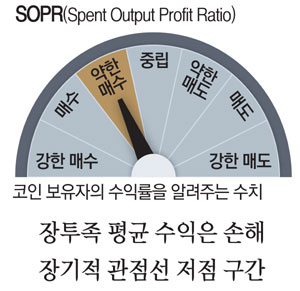 SOPR(Spent Output Profit Ratio)
강한 매수
매수
약한
매수
중립
약한
매도
매도
강한 매도
코인 보유자의 수익률을 알려주는 수치
장투족 평균 수익은 손해
장기적 관점선 저점 구간